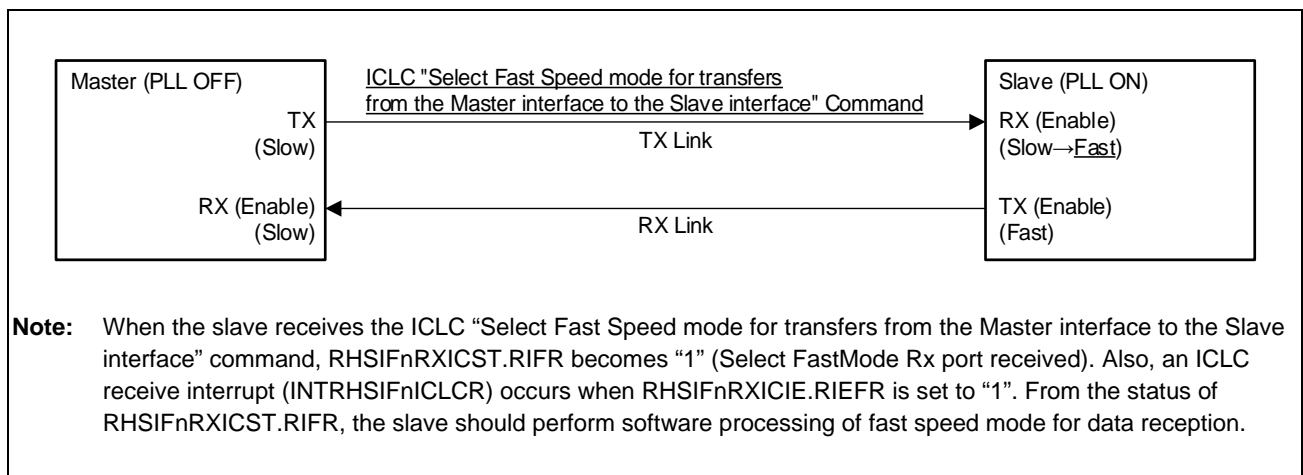 Master (PLL OFF)
ICLC "Select Fast Speed mode for transfers
from the Master interface to the Slave interface" Command
Slave (PLL ON)
TX
(Slow)
TX Link
RX (Enable)
(Slow→Fast)
RX (Enable)
(Slow)
RX Link
TX (Enable)
(Fast)
Note: When the slave receives the ICLC “Select Fast Speed mode for transfers from the Master interface to the Slave
interface” command, RHSIFnRXICST.RIFR becomes “1” (Select FastMode Rx port received). Also, an ICLC
receive interrupt (INTRHSIFnICLCR) occurs when RHSIFnRXICIE.RIEFR is set to “1”. From the status of
RHSIFnRXICST.RIFR, the slave should perform software processing of fast speed mode for data reception.